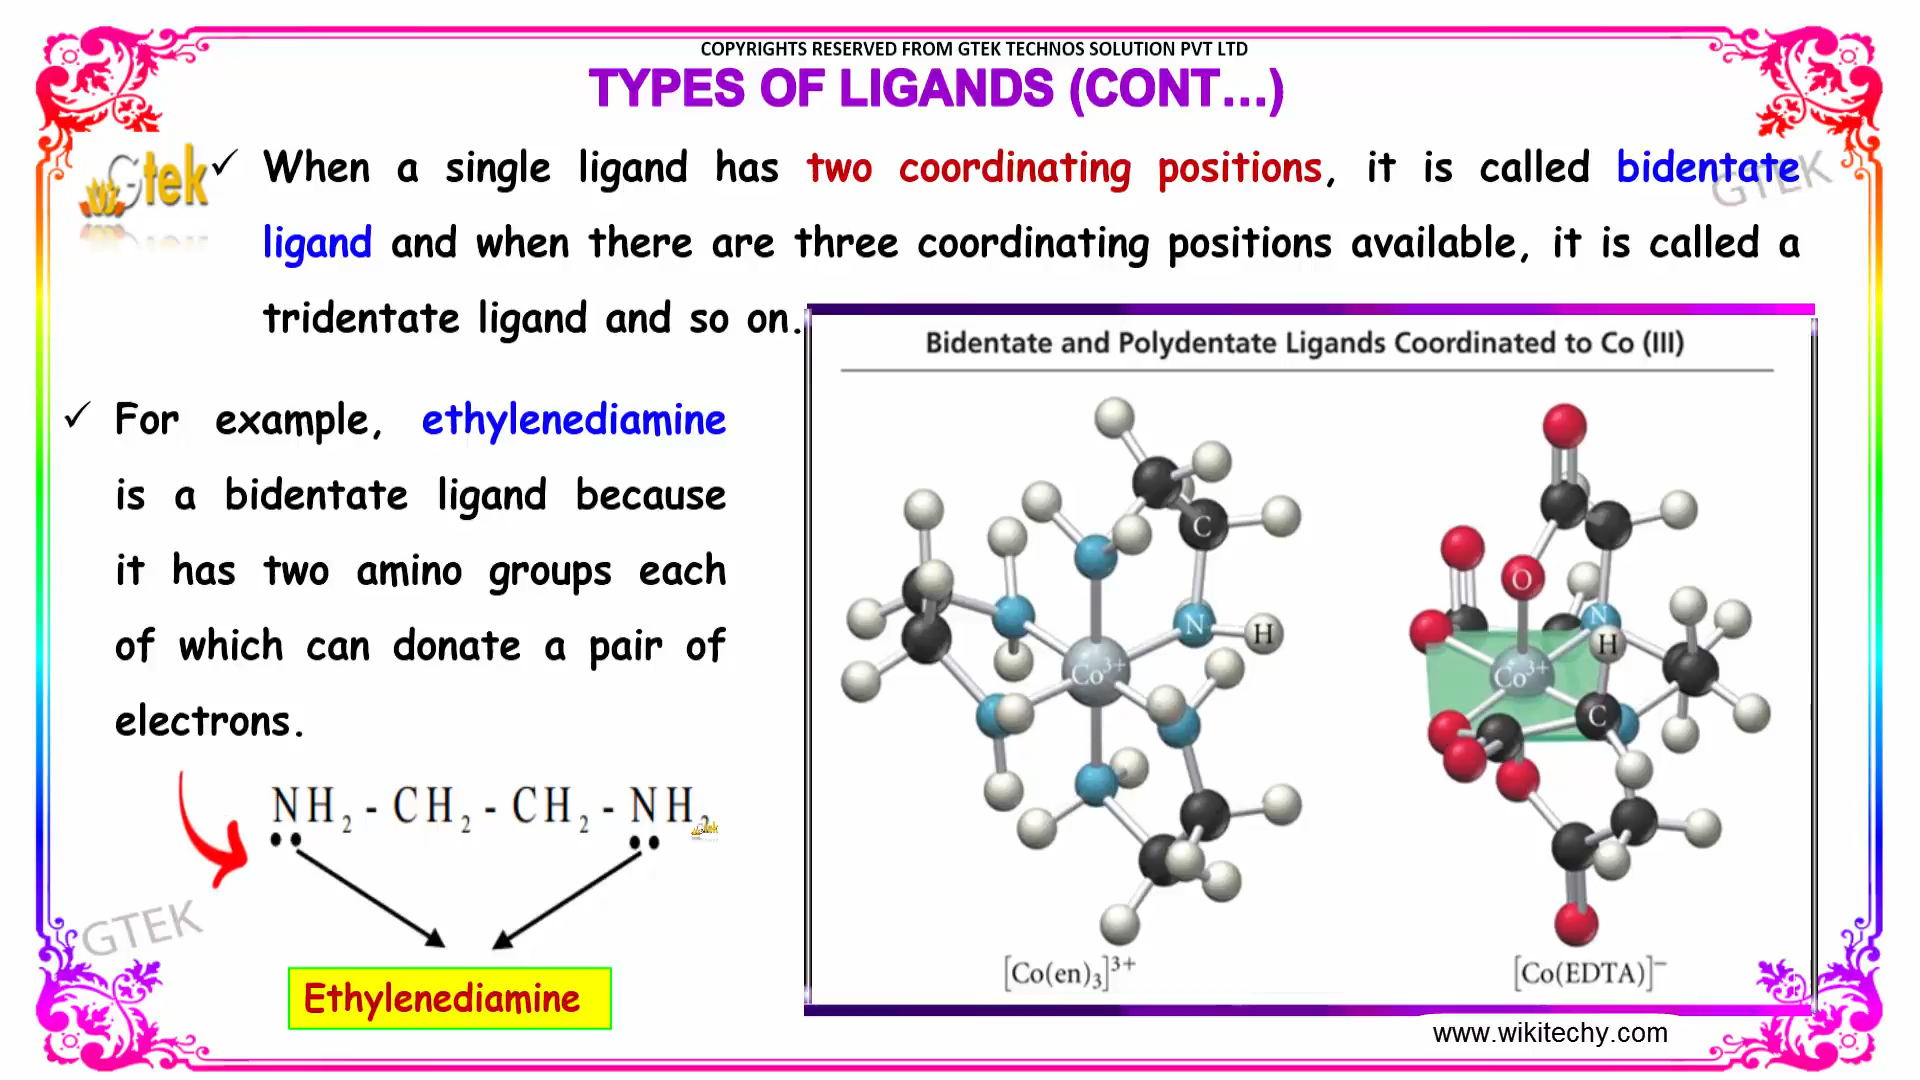 COPYRIGHTS RESERVED FROM GTEK TECHNOS SOLUTION PVT LTD
TYPES OF LIGANDS (CONT...)
Gtek
✓ When a single ligand has two coordinating positions, it is called bidentate
GTEK
ligand and when there are three coordinating positions available, it is called a
tridentate ligand and so on.
✓ For example, ethylenediamine
is a bidentate ligand because
it has two amino groups each
of which can donate a pair of
electrons.
NH₂ - CH₂ - CH₂ - NH₂
Gtek
GTEK
Ethylenediamine
Bidentate and Polydentate Ligands Coordinated to Co (III)
C
N
H
Co³⁺
[Co(en)₃]³⁺
O
N
H
Co³⁺
C
[Co(EDTA)]⁻
www.wikitechy.com